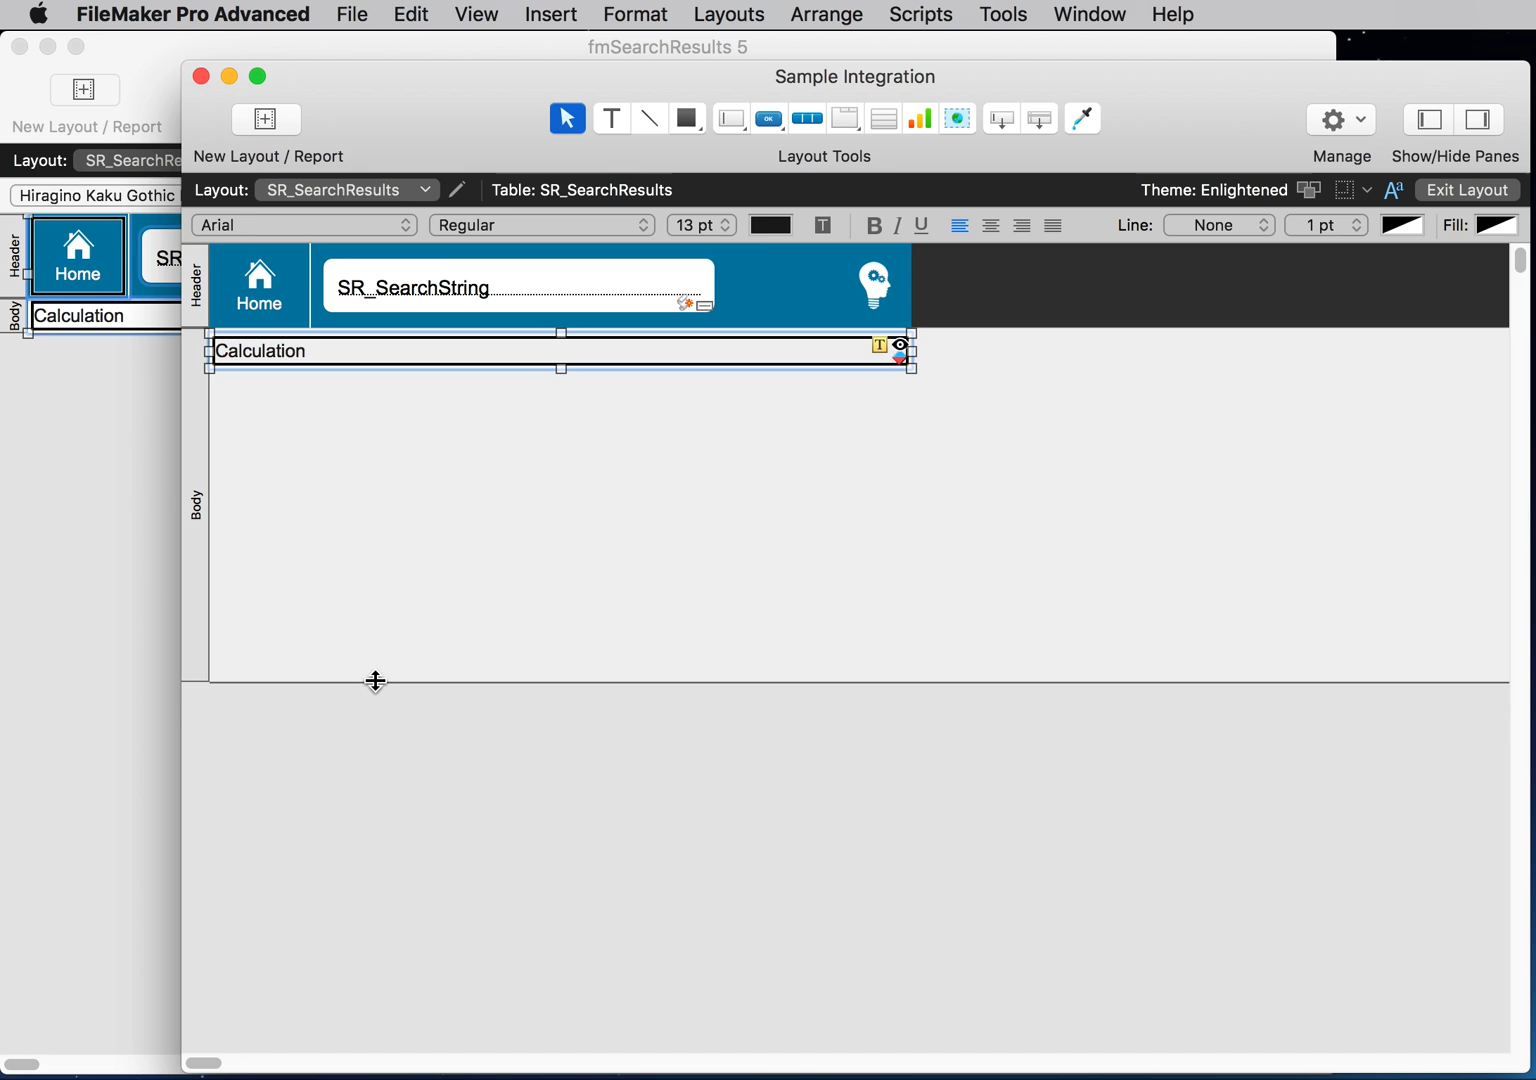 FileMaker Pro Advanced File Edit View Insert Format Layouts Arrange Scripts Tools Window Help
fmSearchResults 5
New Layout / Report
Layout: SR_SearchRe
Hiragino Kaku Gothic
Header
Home
SR
Body
Calculation
Sample Integration
New Layout / Report
T
OK
Layout Tools
Manage
Show/Hide Panes
Layout: SR_SearchResults
Table: SR_SearchResults
Theme: Enlightened
Aa
Exit Layout
Arial
Regular
13 pt
T
B I U
Line: None 1 pt
Fill:
Header
Home
SR_SearchString
Calculation
T
Body